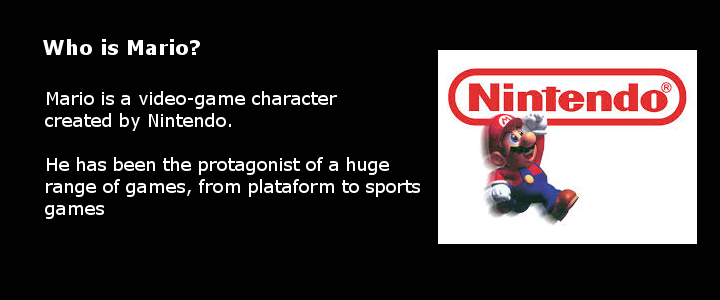 Who is Mario?
Mario is a video-game character
created by Nintendo.
He has been the protagonist of a huge
range of games, from plataform to sports
games
Nintendo®
M